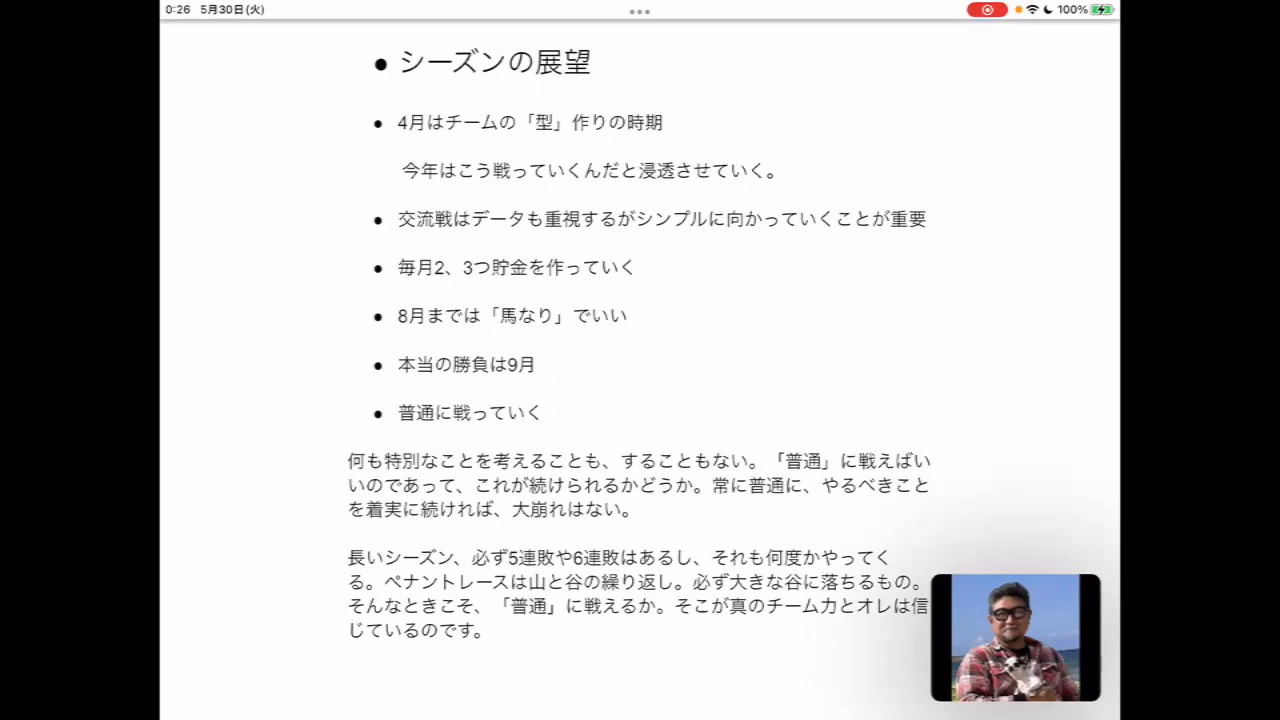 0:26 5月30日(火)
100%
● シーズンの展望
● 4月はチームの「型」作りの時期
今年はこう戦っていくんだと浸透させていく。
● 交流戦はデータも重視するがシンプルに向かっていくことが重要
● 毎月2、3つ貯金を作っていく
● 8月までは「馬なり」でいい
● 本当の勝負は9月
● 普通に戦っていく
何も特別なことを考えることも、することもない。「普通」に戦えばい
いのであって、これが続けられるかどうか。常に普通に、やるべきこと
を着実に続ければ、大崩れはない。
長いシーズン、必ず5連敗や6連敗はあるし、それも何度かやってく
る。ペナントレースは山と谷の繰り返し。必ず大きな谷に落ちるもの。
そんなときこそ、「普通」に戦えるか。そこが真のチーム力とオレは信
じているのです。